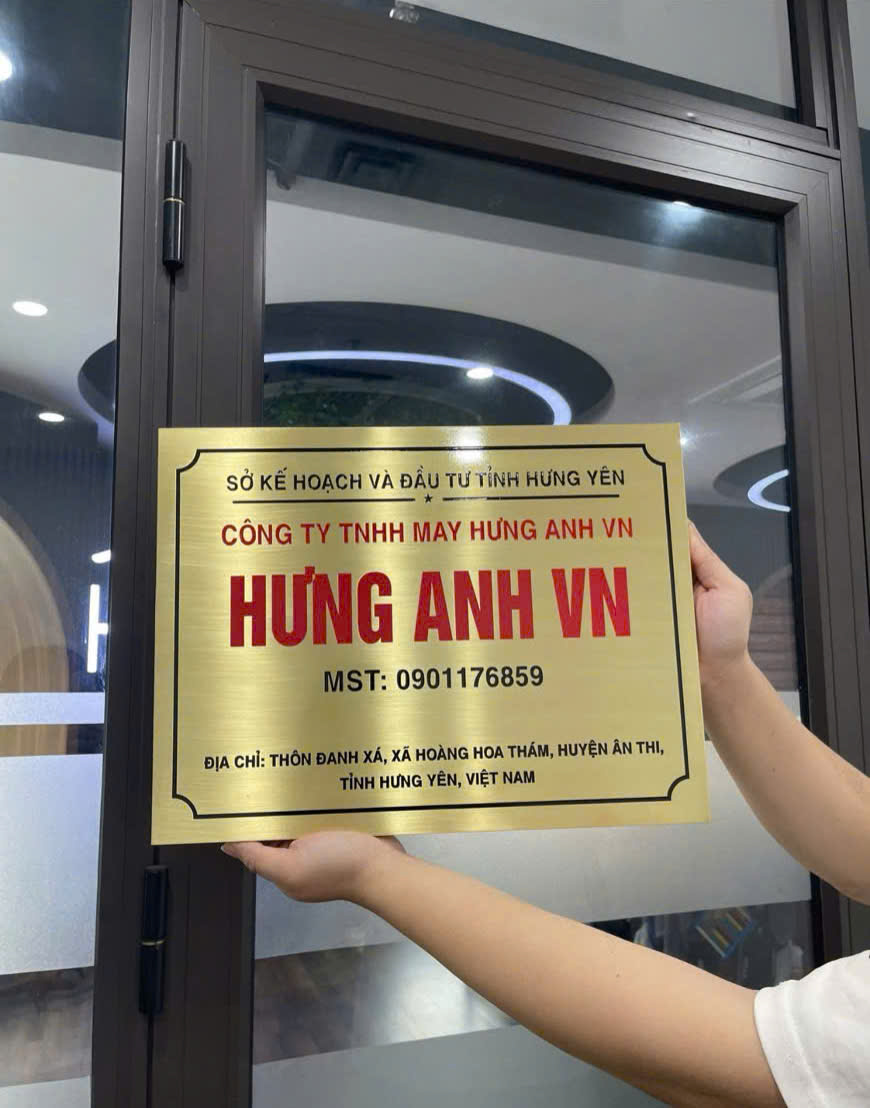 SỞ KẾ HOẠCH VÀ ĐẦU TƯ TỈNH HƯNG YÊN
CÔNG TY TNHH MAY HƯNG ANH VN
HƯNG ANH VN
MST: 0901176859
ĐỊA CHỈ: THÔN ĐANH XÁ, XÃ HOÀNG HOA THÁM, HUYỆN ÂN THI,
TỈNH HƯNG YÊN, VIỆT NAM